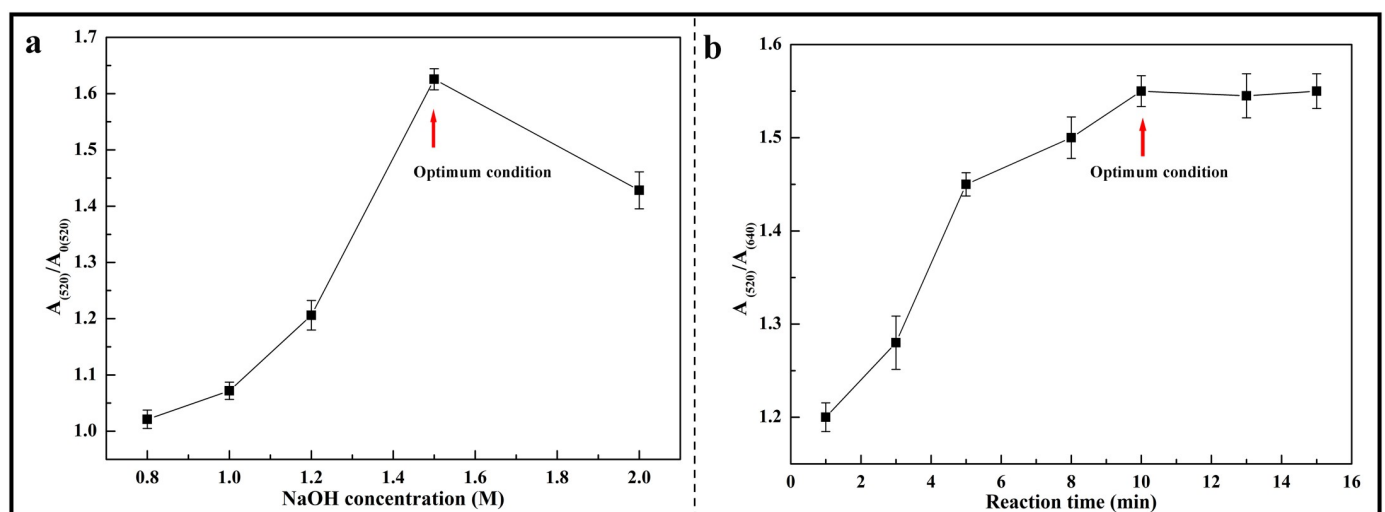 a
1.7
1.6
1.5
1.4
1.3
1.2
1.1
1.0
A(520)/A0(520)
Optimum condition
0.8 1.0 1.2 1.4 1.6 1.8 2.0
NaOH concentration (M)
b
1.6
1.5
1.4
1.3
1.2
A (520)/A(640)
Optimum condition
0 2 4 6 8 10 12 14 16
Reaction time (min)